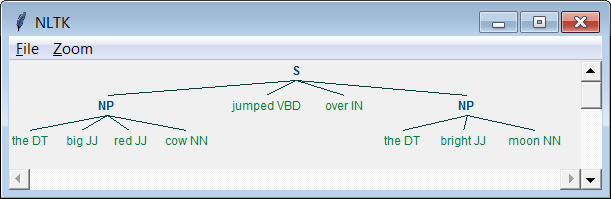 NLTK
File Zoom
S
NP jumped VBD over IN NP
the DT big JJ red JJ cow NN the DT bright JJ moon NN